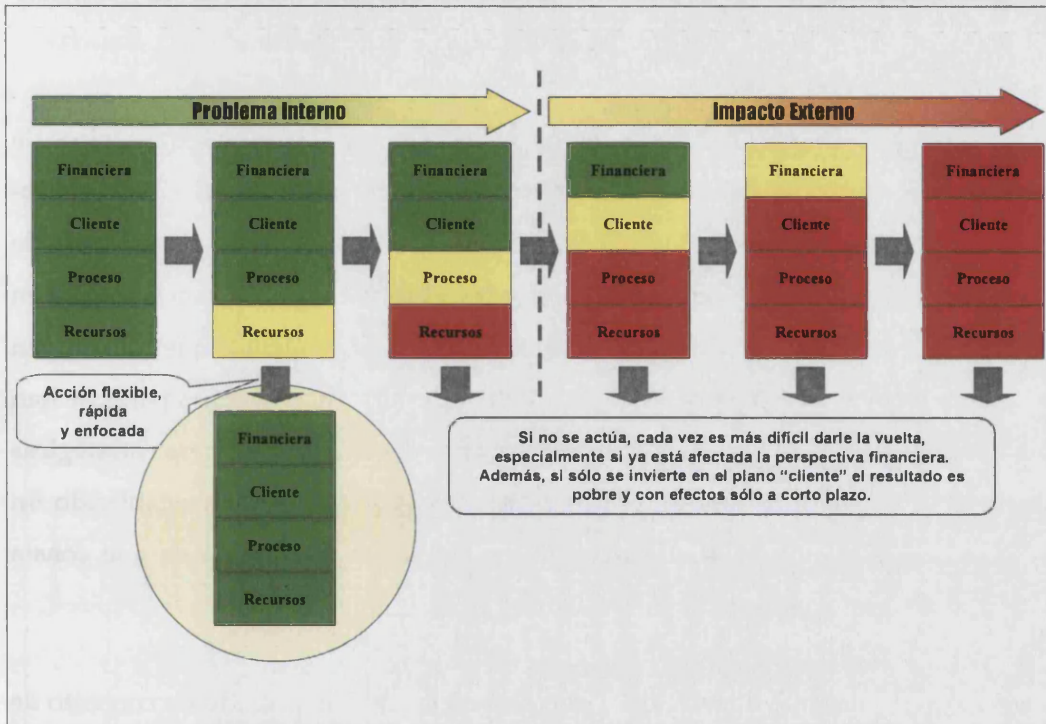 Problema Interno
Impacto Externo
Financiera
Cliente
Proceso
Recursos
Financiera
Cliente
Proceso
Recursos
Financiera
Cliente
Proceso
Recursos
Financiera
Cliente
Proceso
Recursos
Financiera
Cliente
Proceso
Recursos
Financiera
Cliente
Proceso
Recursos
Acción flexible,
rápida
y enfocada
Financiera
Cliente
Proceso
Recursos
Si no se actúa, cada vez es más difícil darle la vuelta,
especialmente si ya está afectada la perspectiva financiera.
Además, si sólo se invierte en el plano “cliente” el resultado es
pobre y con efectos sólo a corto plazo.